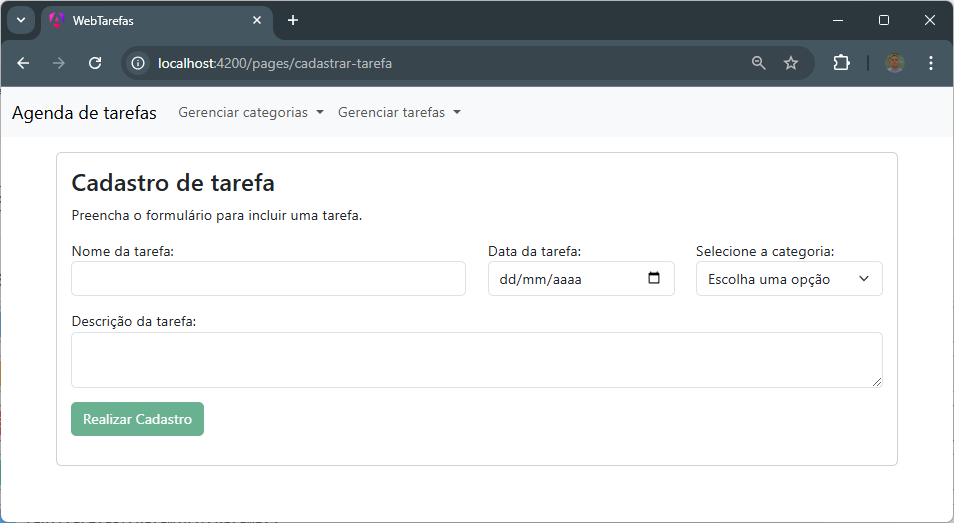 WebTarefas
localhost:4200/pages/cadastrar-tarefa
Agenda de tarefas Gerenciar categorias Gerenciar tarefas
Cadastro de tarefa
Preencha o formulário para incluir uma tarefa.
Nome da tarefa: Data da tarefa: Selecione a categoria:
dd/mm/aaaa Escolha uma opção
Descrição da tarefa:
Realizar Cadastro